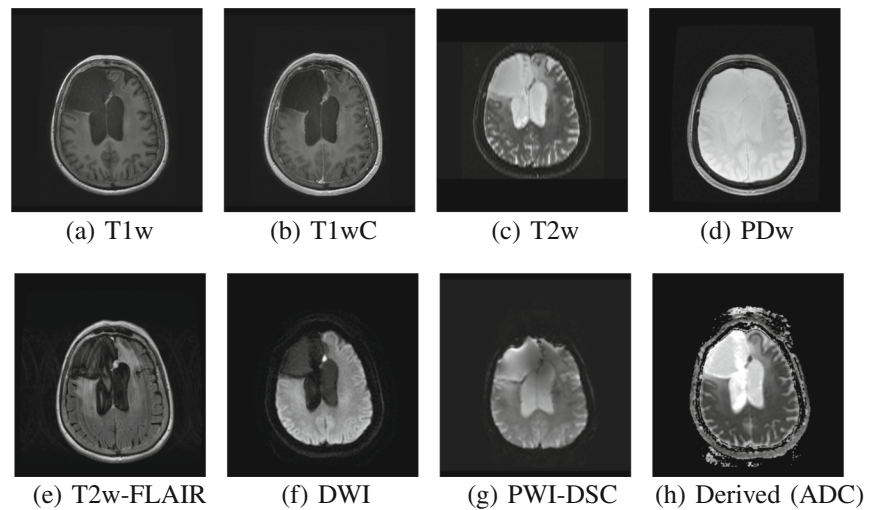 (a) T1w
(b) T1wC
(c) T2w
(d) PDw
(e) T2w-FLAIR
(f) DWI
(g) PWI-DSC
(h) Derived (ADC)